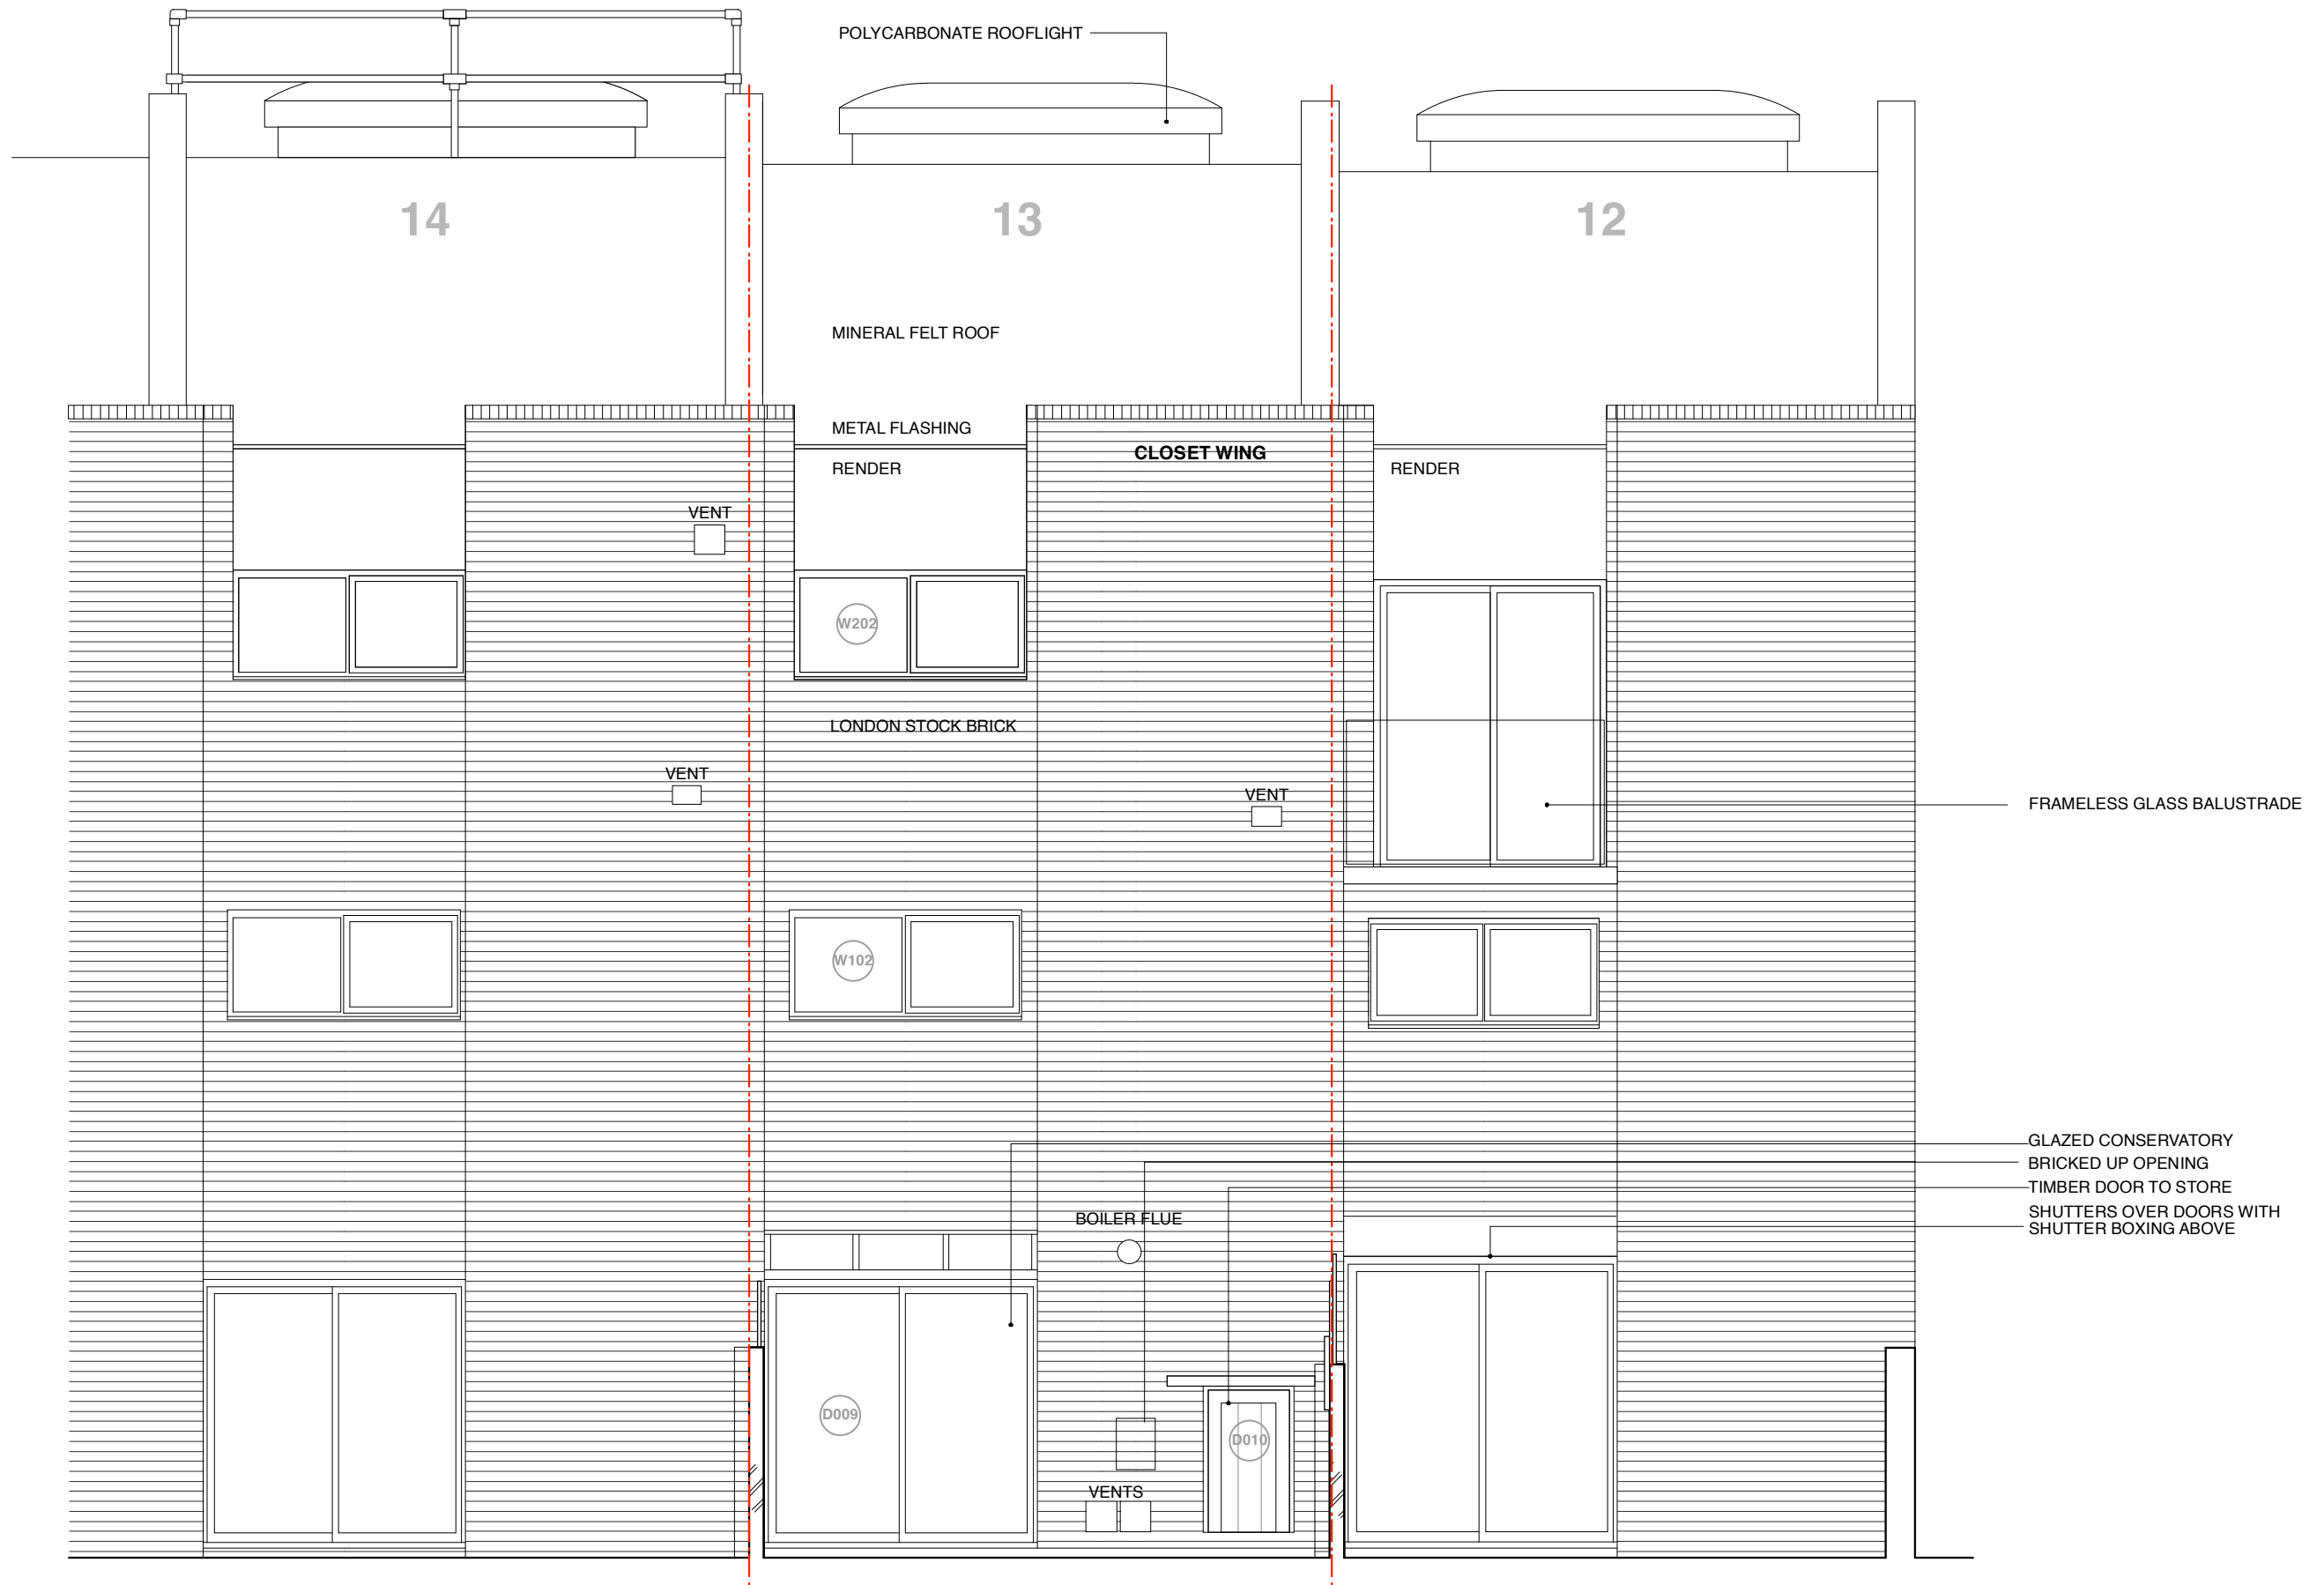 POLYCARBONATE ROOFLIGHT
14
13
12
MINERAL FELT ROOF
METAL FLASHING
CLOSET WING
RENDER
RENDER
VENT
W202
LONDON STOCK BRICK
VENT
VENT
FRAMELESS GLASS BALUSTRADE
W102
GLAZED CONSERVATORY
BRICKED UP OPENING
TIMBER DOOR TO STORE
SHUTTERS OVER DOORS WITH
SHUTTER BOXING ABOVE
BOILER FLUE
D009
D010
VENTS